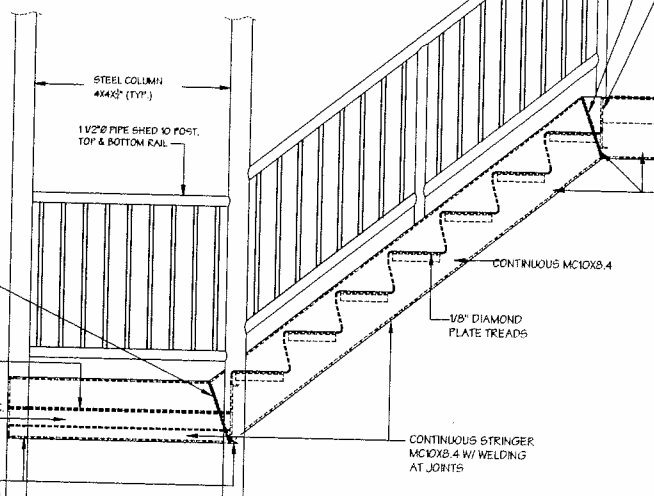 STEEL COLUMN
4X4X¼" (TYP.)
1 1/2"Ø PIPE SHED 10 POST,
TOP & BOTTOM RAIL
CONTINUOUS MC10X8.4
1/8" DIAMOND
PLATE TREADS
CONTINUOUS STRINGER
MC10X8.4 W/ WELDING
AT JOINTS